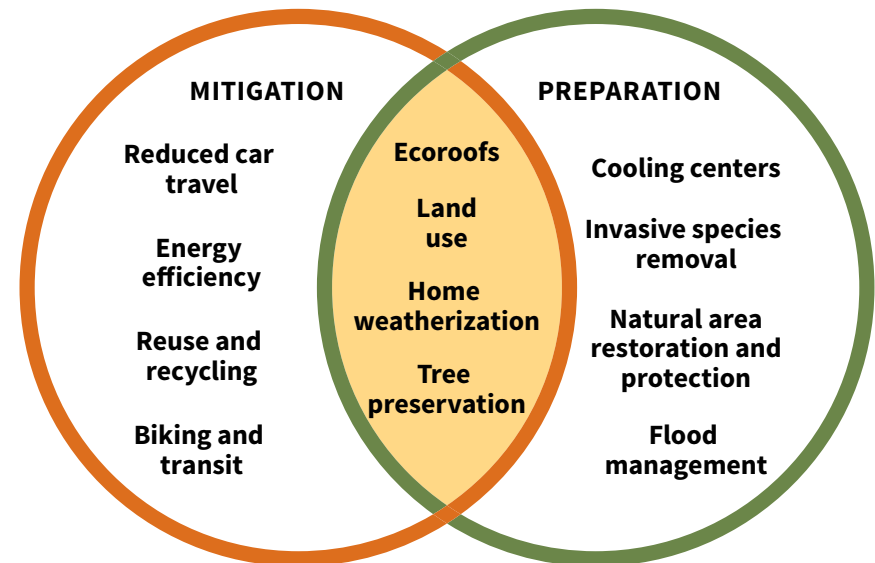 MITIGATION
Reduced car
travel
Energy
efficiency
Reuse and
recycling
Biking and
transit
Ecoroofs
Land
use
Home
weatherization
Tree
preservation
PREPARATION
Cooling centers
Invasive species
removal
Natural area
restoration and
protection
Flood
management